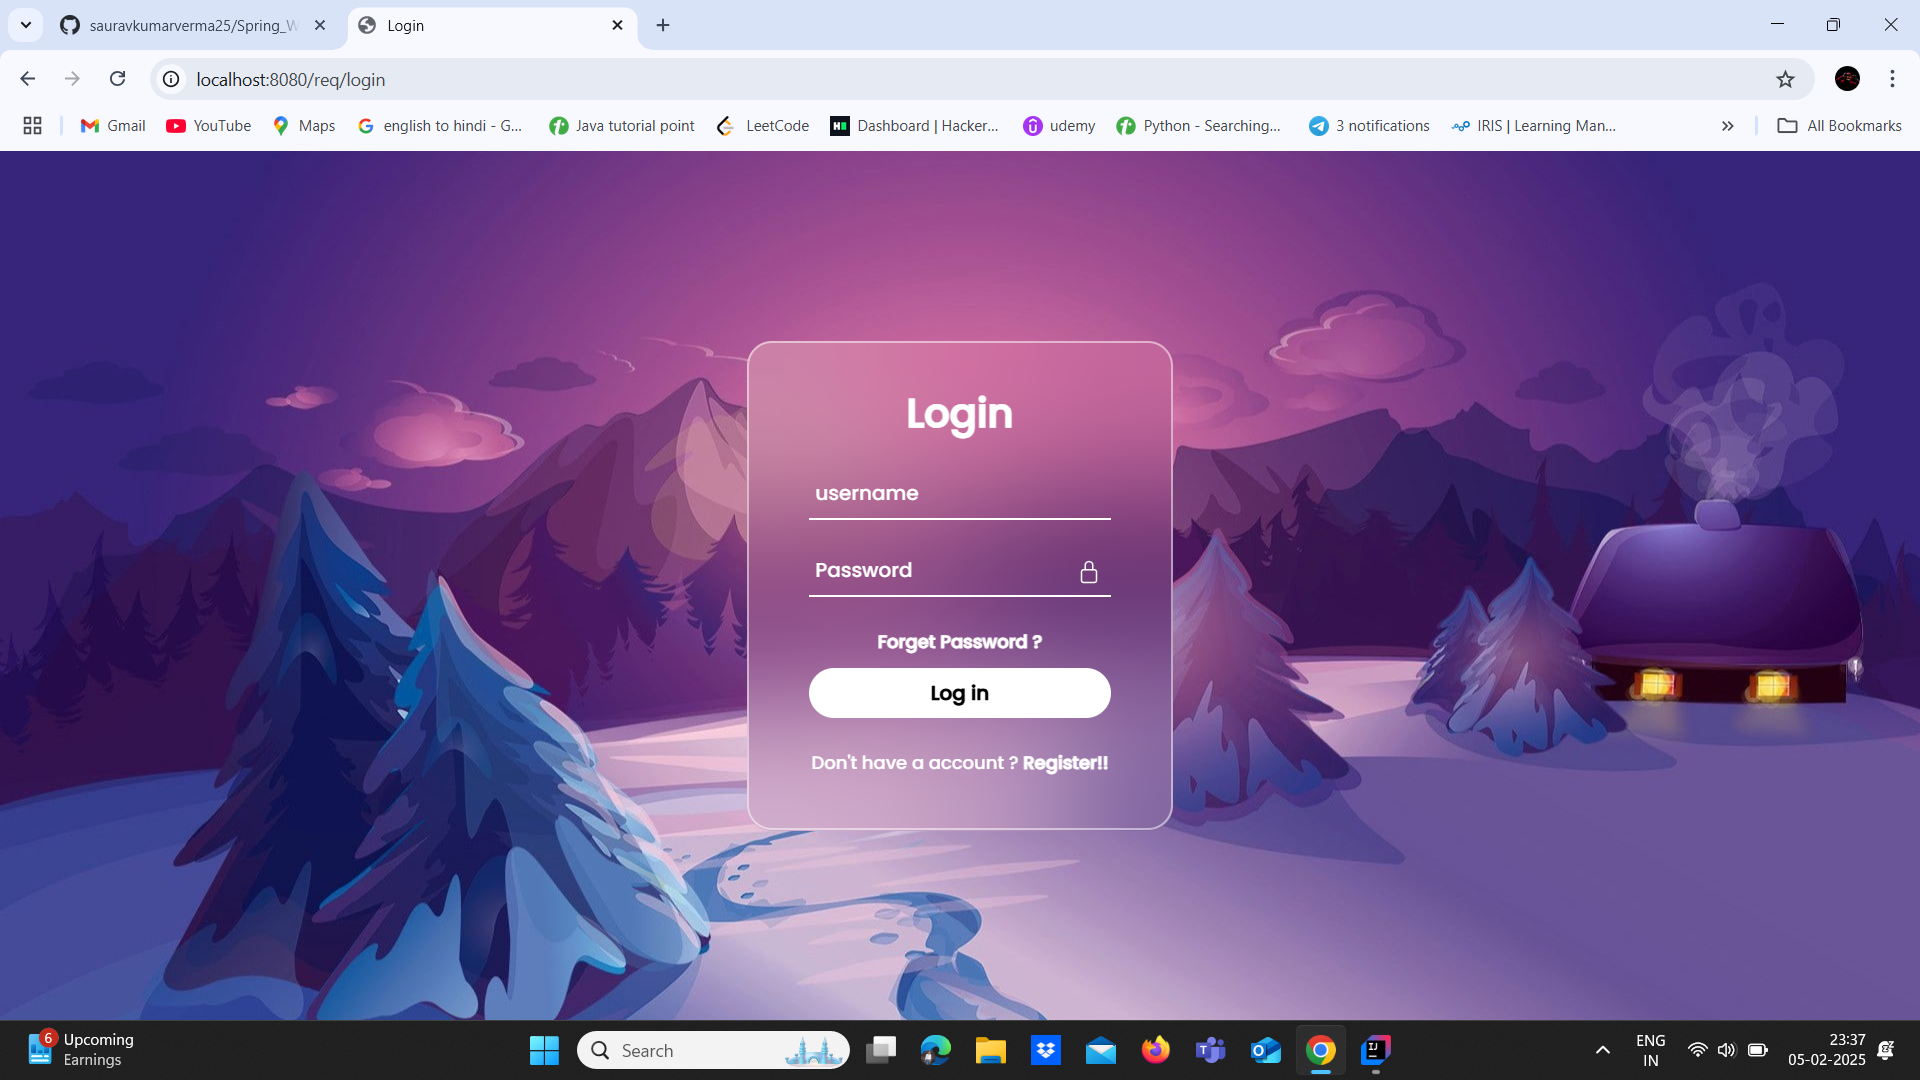 sauravkumarverma25/Spring_W
Login
localhost:8080/req/login
Gmail
YouTube
Maps
english to hindi - G...
Java tutorial point
LeetCode
Dashboard | Hacker...
udemy
Python - Searching...
3 notifications
IRIS | Learning Man...
All Bookmarks
Login
username
Password
Forget Password ?
Log in
Don't have a account ? Register!!
6
Upcoming
Earnings
Search
ENG
IN
23:37
05-02-2025